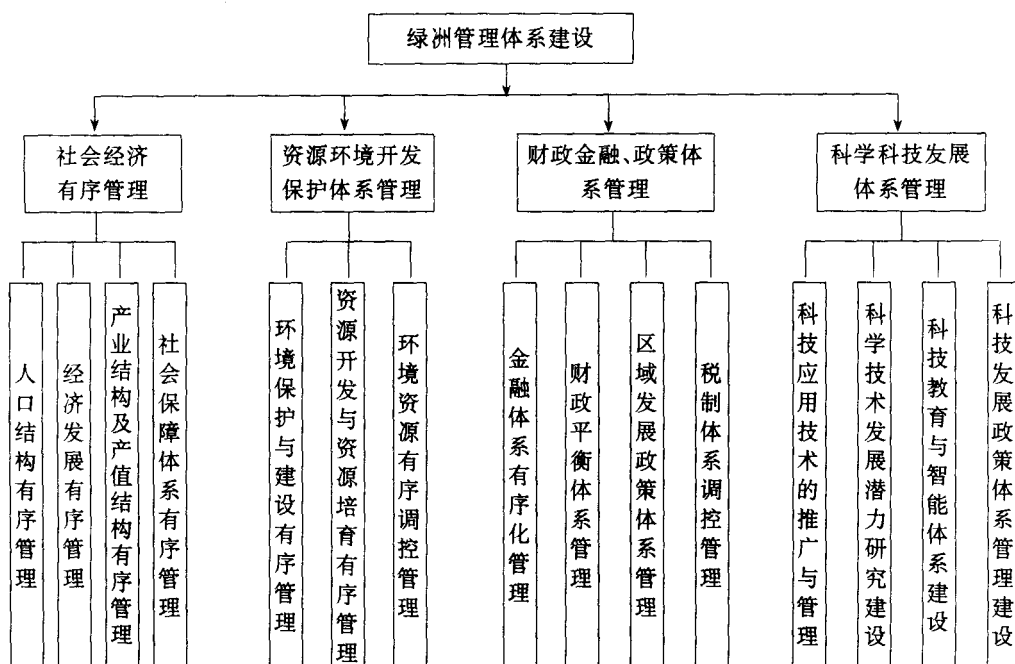 绿洲管理体系建设
社会经济
有序管理
资源环境开发
保护体系管理
财政金融、政策体
系管理
科学科技发展
体系管理
人口结构有序管理
经济发展有序管理
产业结构及产值结构有序管理
社会保障体系有序管理
环境保护与建设有序管理
资源开发与资源培育有序管理
环境资源有序调控管理
金融体系有序化管理
财政平衡体系管理
区域发展政策体系管理
税制体系调控管理
科技应用技术的推广与管理
科学技术发展潜力研究建设
科技教育与智能体系建设
科技发展政策体系管理建设